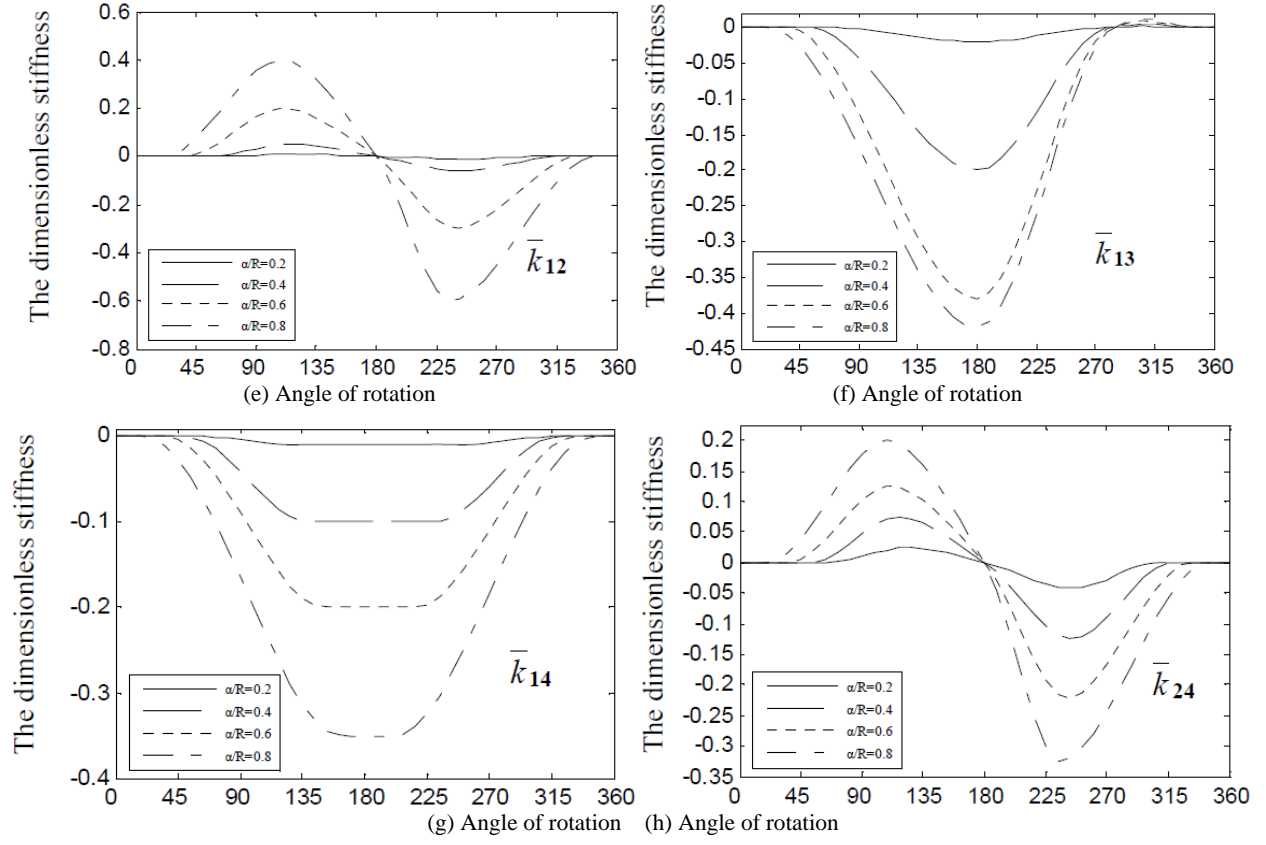 The dimensionless stiffness
0.6
0.4
0.2
0
-0.2
-0.4
-0.6
-0.8
α/R=0.2
α/R=0.4
α/R=0.6
α/R=0.8
k̅12
0 45 90 135 180 225 270 315 360
(e) Angle of rotation
The dimensionless stiffness
0
-0.05
-0.1
-0.15
-0.2
-0.25
-0.3
-0.35
-0.4
-0.45
α/R=0.2
α/R=0.4
α/R=0.6
α/R=0.8
k̅13
0 45 90 135 180 225 270 315 360
(f) Angle of rotation
The dimensionless stiffness
0
-0.1
-0.2
-0.3
-0.4
α/R=0.2
α/R=0.4
α/R=0.6
α/R=0.8
k̅14
0 45 90 135 180 225 270 315 360
(g) Angle of rotation
The dimensionless stiffness
0.2
0.15
0.1
0.05
0
-0.05
-0.1
-0.15
-0.2
-0.25
-0.3
-0.35
α/R=0.2
α/R=0.4
α/R=0.6
α/R=0.8
k̅24
0 45 90 135 180 225 270 315 360
(h) Angle of rotation